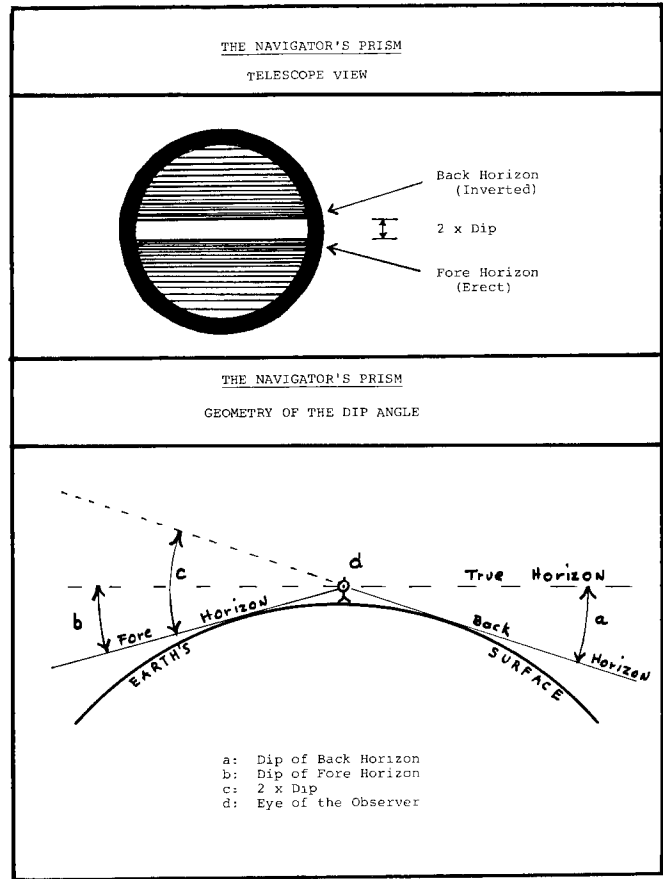 THE NAVIGATOR'S PRISM
TELESCOPE VIEW
Back Horizon
(Inverted)
2 x Dip
Fore Horizon
(Erect)
THE NAVIGATOR'S PRISM
GEOMETRY OF THE DIP ANGLE
d
True Horizon
c
b
Fore Horizon
Back Horizon
a
EARTH'S SURFACE
a: Dip of Back Horizon
b: Dip of Fore Horizon
c: 2 x Dip
d: Eye of the Observer